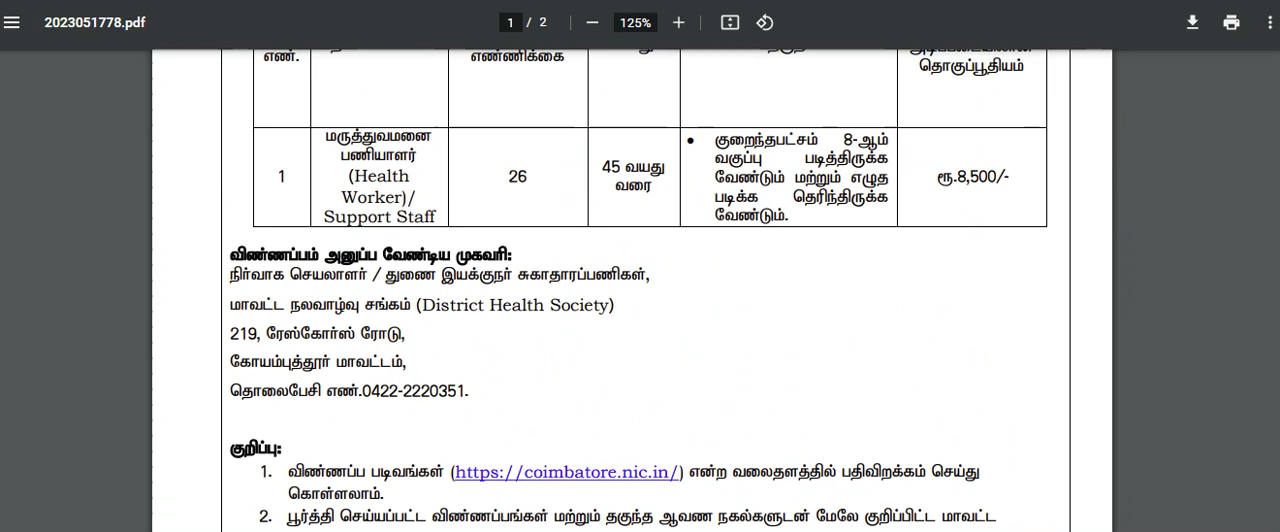 2023051778.pdf
1 / 2
125%
எண்.
எண்ணிக்கை
தொகுப்பூதியம்
1
மருத்துவமனை
பணியாளர்
(Health
Worker)/
Support Staff
26
45 வயது
வரை
• குறைந்தபட்சம் 8-ஆம்
வகுப்பு படித்திருக்க
வேண்டும் மற்றும் எழுத
படிக்க தெரிந்திருக்க
வேண்டும்.
ரூ.8,500/-
விண்ணப்பம் அனுப்ப வேண்டிய முகவரி:
நிர்வாக செயலாளர் / துணை இயக்குநர் சுகாதாரப்பணிகள்,
மாவட்ட நலவாழ்வு சங்கம் (District Health Society)
219, ரேஸ்கோர்ஸ் ரோடு,
கோயம்புத்தூர் மாவட்டம்,
தொலைபேசி எண்.0422-2220351.
குறிப்பு:
1. விண்ணப்ப படிவங்கள் (https://coimbatore.nic.in/) என்ற வலைதளத்தில் பதிவிறக்கம் செய்து
கொள்ளலாம்.
2. பூர்த்தி செய்யப்பட்ட விண்ணப்பங்கள் மற்றும் தகுந்த ஆவண நகல்களுடன் மேலே குறிப்பிட்ட மாவட்ட